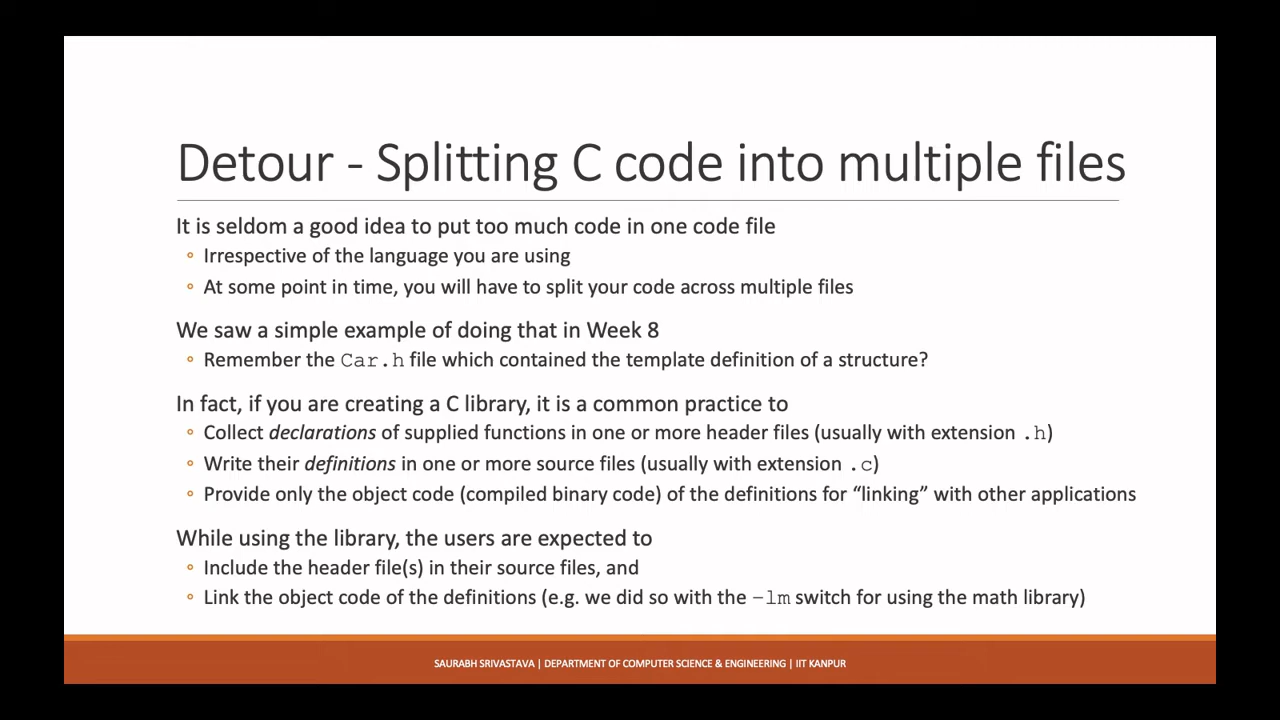 Detour - Splitting C code into multiple files
It is seldom a good idea to put too much code in one code file
◦ Irrespective of the language you are using
◦ At some point in time, you will have to split your code across multiple files
We saw a simple example of doing that in Week 8
◦ Remember the Car.h file which contained the template definition of a structure?
In fact, if you are creating a C library, it is a common practice to
◦ Collect declarations of supplied functions in one or more header files (usually with extension .h)
◦ Write their definitions in one or more source files (usually with extension .c)
◦ Provide only the object code (compiled binary code) of the definitions for “linking” with other applications
While using the library, the users are expected to
◦ Include the header file(s) in their source files, and
◦ Link the object code of the definitions (e.g. we did so with the –lm switch for using the math library)
SAURABH SRIVASTAVA | DEPARTMENT OF COMPUTER SCIENCE & ENGINEERING | IIT KANPUR